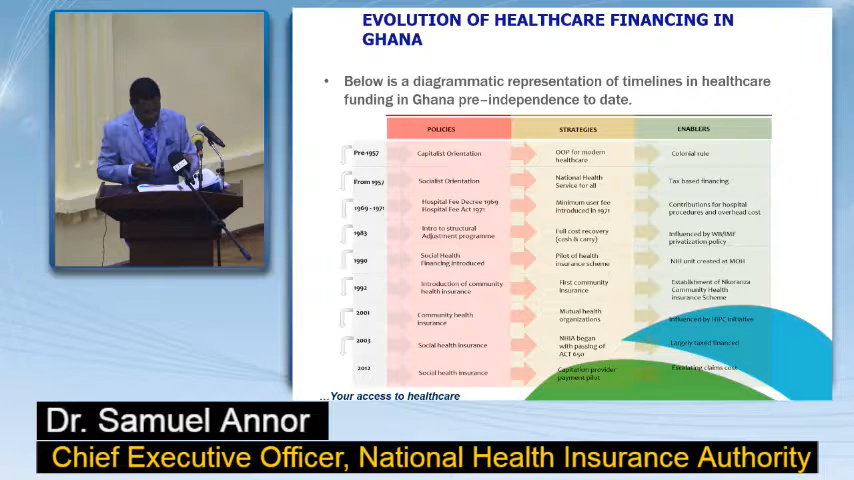 EVOLUTION OF HEALTHCARE FINANCING IN
GHANA
• Below is a diagrammatic representation of timelines in healthcare
funding in Ghana pre–independence to date.
POLICIES STRATEGIES ENABLERS
Pre-1957 Capitalist Orientation OOP for modern
healthcare Colonial rule
From 1957 Socialist Orientation National Health
Service for all Tax based financing
1969 - 1971 Hospital Fee Decree 1969
Hospital Fee Act 1971 Minimum user fee
introduced in 1971 Contributions for hospital
procedures and overhead cost
1983 Intro to structural
Adjustment programme Full cost recovery
(cash & carry) Influenced by WB/IMF
privatization policy
1990 Social Health
Financing introduced Pilot of health
insurance scheme NHI unit created at MOH
1992 Introduction of community
health insurance First community
insurance Establishment of Nkoranza
Community Health
Insurance Scheme
2001 Community health
insurance Mutual health
organizations Influenced by HIPC initiative
2003 Social health insurance NHIA began
with passing of
ACT 650 Largely taxed financed
2012 Social health insurance Capitation provider
payment pilot Escalating claims cost
...Your access to healthcare
Dr. Samuel Annor
Chief Executive Officer, National Health Insurance Authority